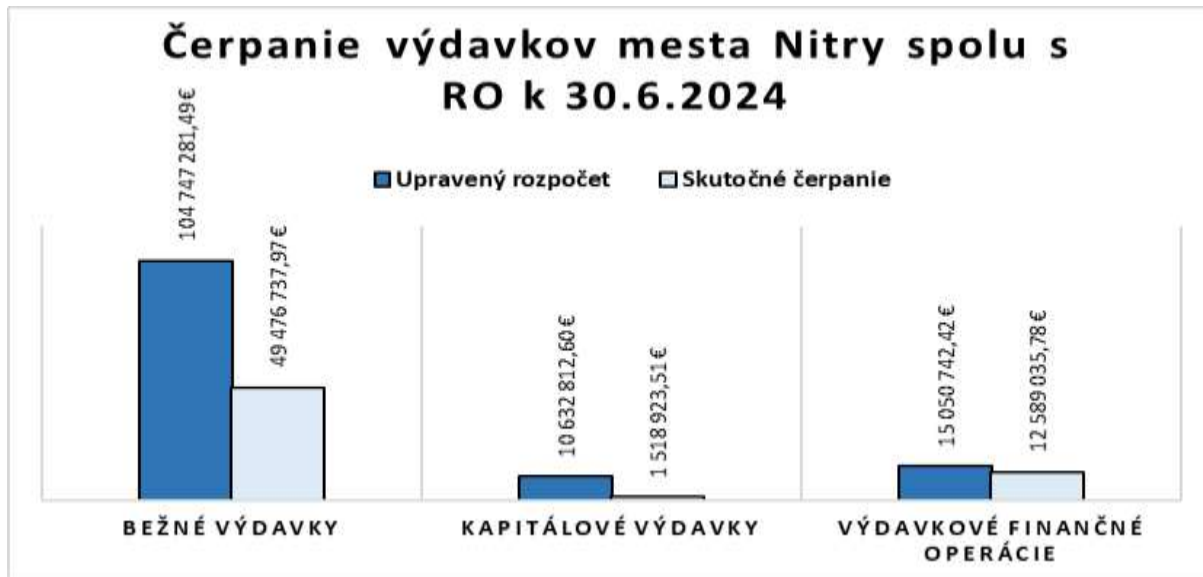 Čerpanie výdavkov mesta Nitry spolu s
RO k 30.6.2024
Upravený rozpočet
Skutočné čerpanie
104 747 281,49 €
49 476 737,97 €
10 632 812,60 €
1 518 923,51 €
15 050 742,42 €
12 589 035,78 €
BEŽNÉ VÝDAVKY
KAPITÁLOVÉ VÝDAVKY
VÝDAVKOVÉ FINANČNÉ
OPERÁCIE